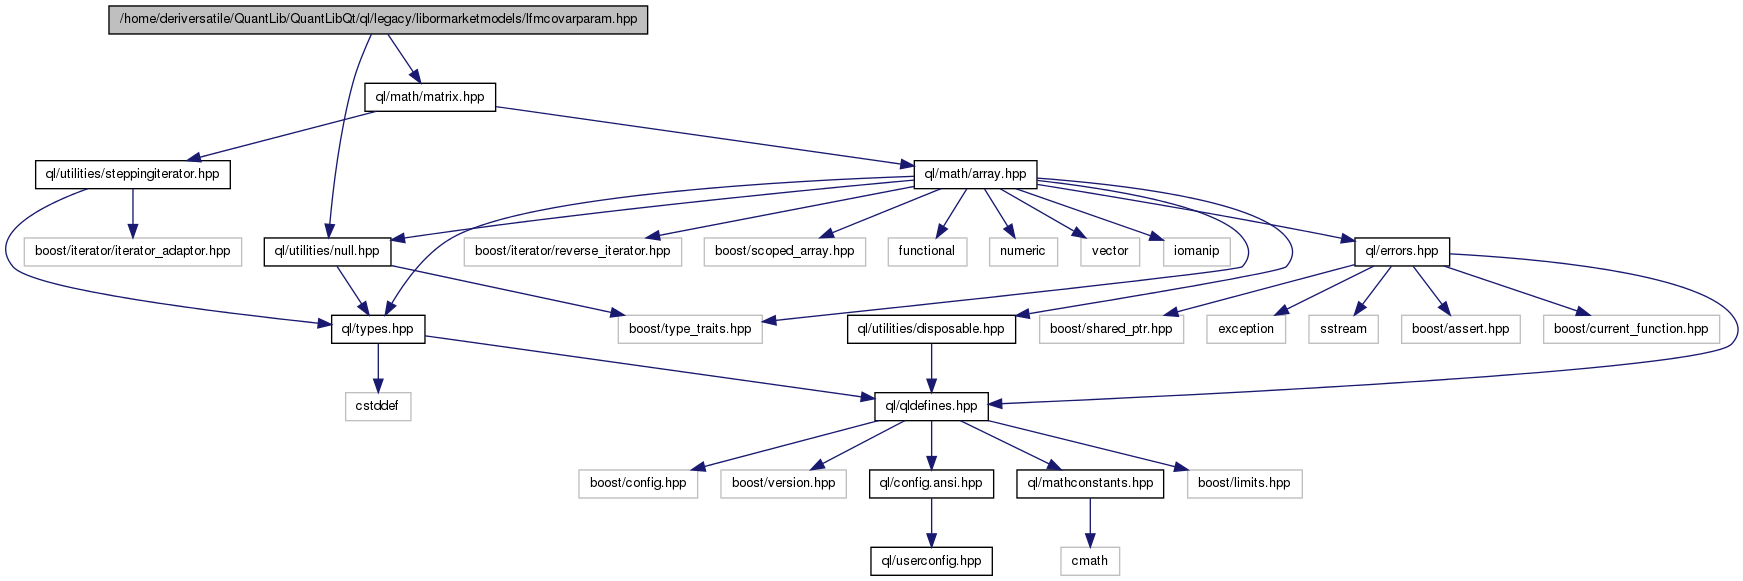 /home/deriversatile/QuantLib/QuantLibQt/ql/legacy/libormarketmodels/lfmcovarparam.hpp
ql/math/matrix.hpp
ql/utilities/steppingiterator.hpp
ql/math/array.hpp
boost/iterator/iterator_adaptor.hpp
ql/utilities/null.hpp
boost/iterator/reverse_iterator.hpp
boost/scoped_array.hpp
functional
numeric
vector
iomanip
ql/errors.hpp
ql/types.hpp
boost/type_traits.hpp
ql/utilities/disposable.hpp
boost/shared_ptr.hpp
exception
sstream
boost/assert.hpp
boost/current_function.hpp
cstddef
ql/qldefines.hpp
boost/config.hpp
boost/version.hpp
ql/config.ansi.hpp
ql/mathconstants.hpp
boost/limits.hpp
ql/userconfig.hpp
cmath